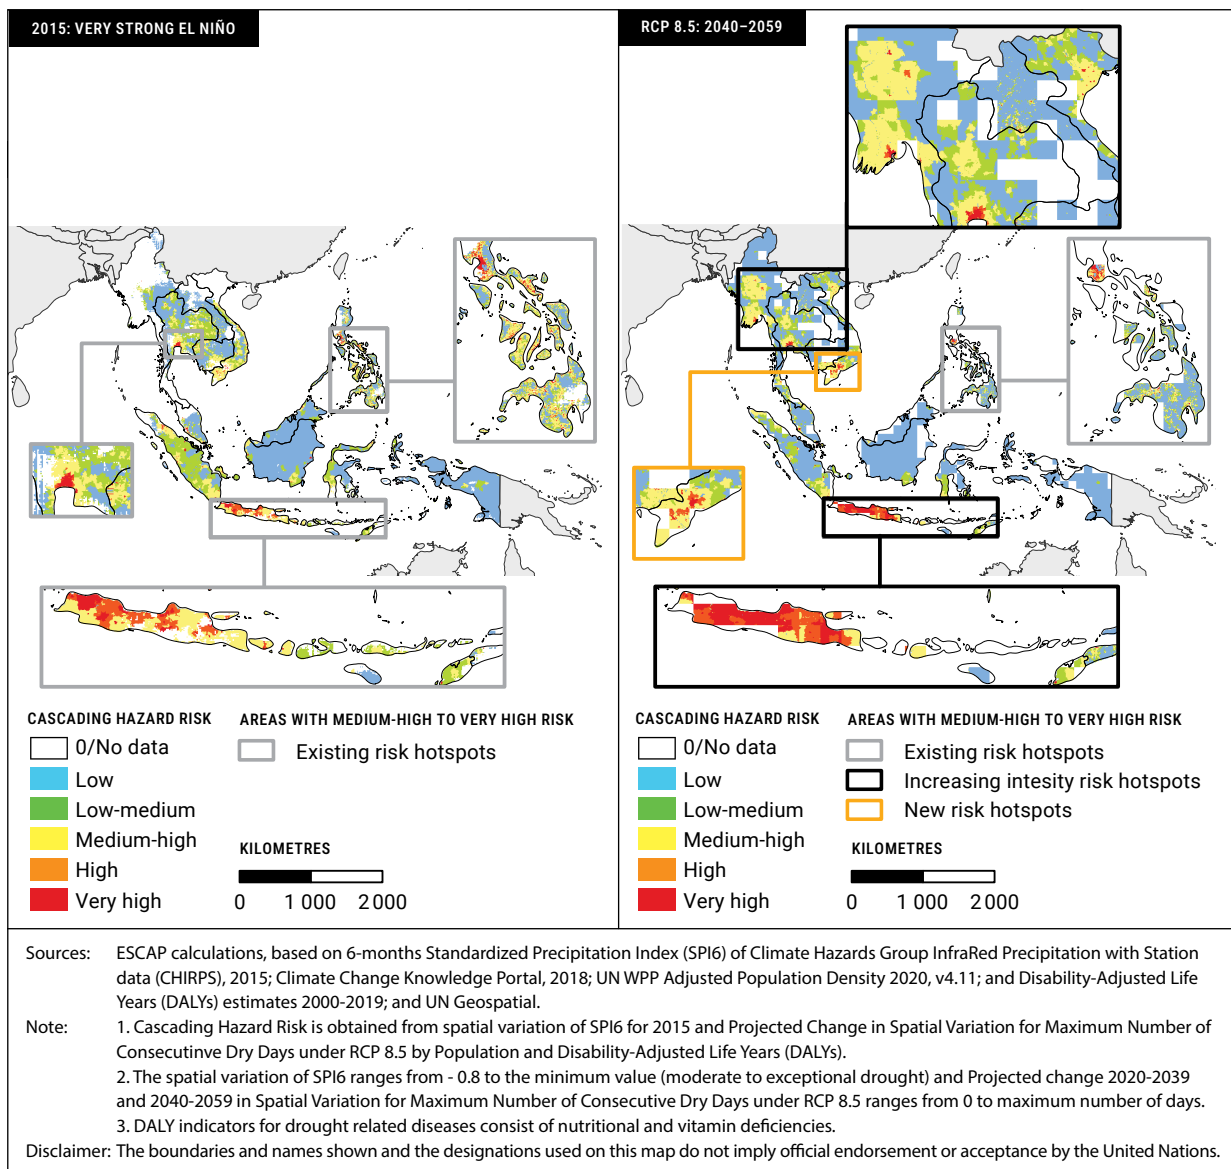 2015: VERY STRONG EL NIÑO
RCP 8.5: 2040–2059
CASCADING HAZARD RISK
0/No data
Low
Low-medium
Medium-high
High
Very high
AREAS WITH MEDIUM-HIGH TO VERY HIGH RISK
Existing risk hotspots
KILOMETRES
0 1 000 2 000
CASCADING HAZARD RISK
0/No data
Low
Low-medium
Medium-high
High
Very high
AREAS WITH MEDIUM-HIGH TO VERY HIGH RISK
Existing risk hotspots
Increasing intesity risk hotspots
New risk hotspots
KILOMETRES
0 1 000 2 000
Sources: ESCAP calculations, based on 6-months Standardized Precipitation Index (SPI6) of Climate Hazards Group InfraRed Precipitation with Station
data (CHIRPS), 2015; Climate Change Knowledge Portal, 2018; UN WPP Adjusted Population Density 2020, v4.11; and Disability-Adjusted Life
Years (DALYs) estimates 2000-2019; and UN Geospatial.
Note: 1. Cascading Hazard Risk is obtained from spatial variation of SPI6 for 2015 and Projected Change in Spatial Variation for Maximum Number of
Consecutinve Dry Days under RCP 8.5 by Population and Disability-Adjusted Life Years (DALYs).
2. The spatial variation of SPI6 ranges from - 0.8 to the minimum value (moderate to exceptional drought) and Projected change 2020-2039
and 2040-2059 in Spatial Variation for Maximum Number of Consecutive Dry Days under RCP 8.5 ranges from 0 to maximum number of days.
3. DALY indicators for drought related diseases consist of nutritional and vitamin deficiencies.
Disclaimer: The boundaries and names shown and the designations used on this map do not imply official endorsement or acceptance by the United Nations.